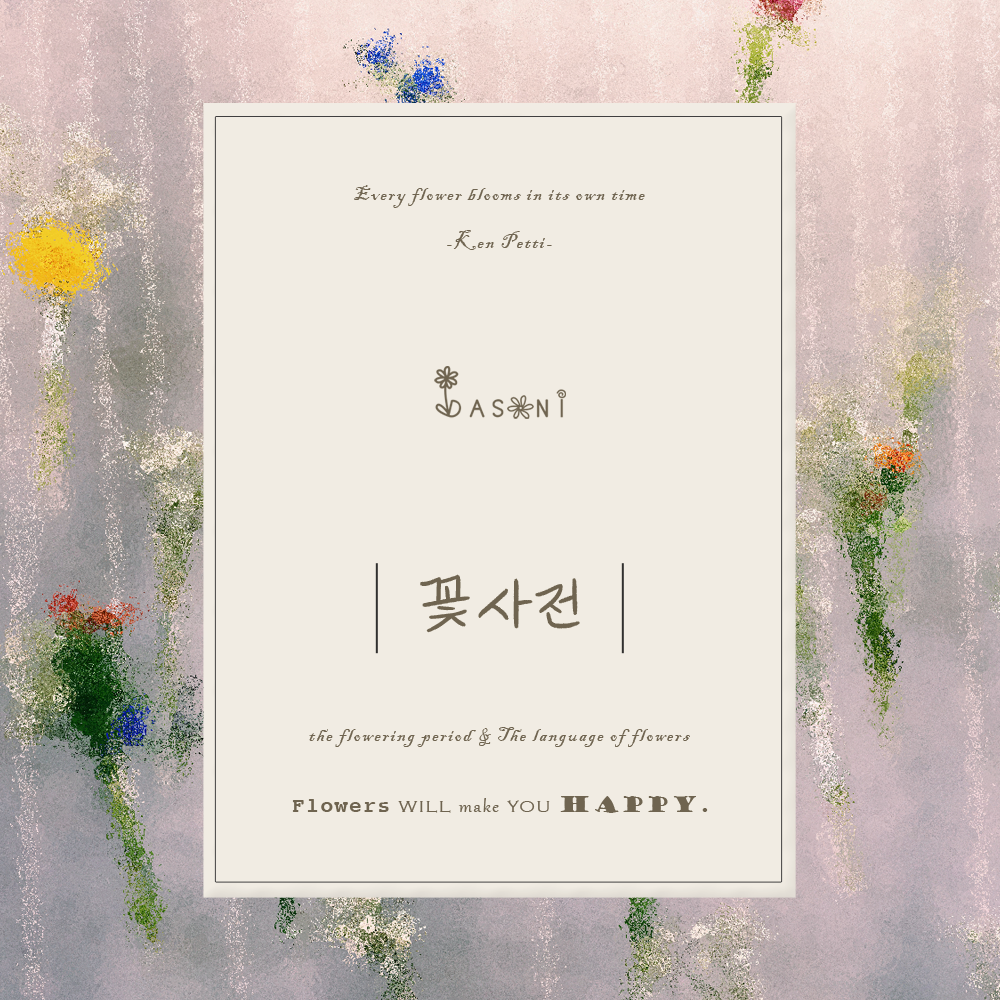 Every flower blooms in its own time
-Ken Petti-
DASONI
꽃사전
the flowering period & The language of flowers
Flowers WILL make YOU HAPPY.